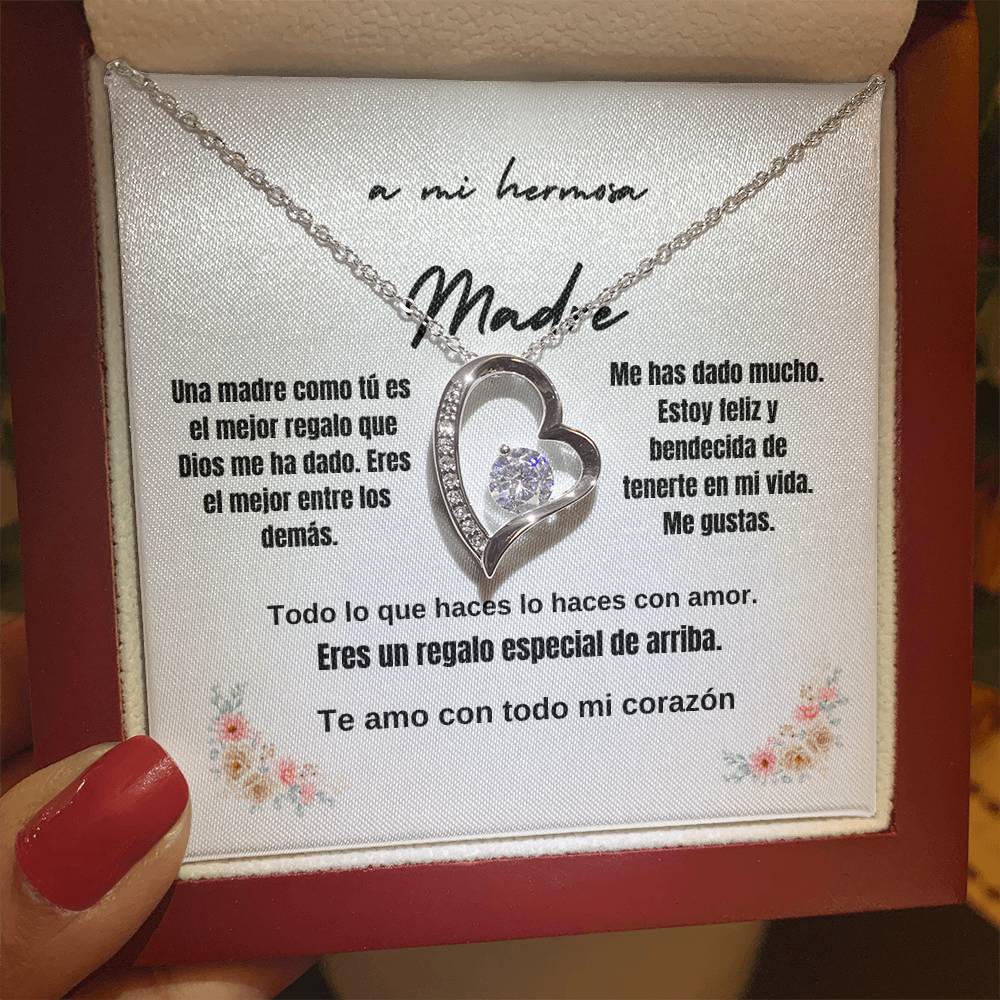 a mi hermosa
Madre
Una madre como tú es
el mejor regalo que
Dios me ha dado. Eres
el mejor entre los
demás.
Me has dado mucho.
Estoy feliz y
bendecida de
tenerte en mi vida.
Me gustas.
Todo lo que haces lo haces con amor.
Eres un regalo especial de arriba.
Te amo con todo mi corazón